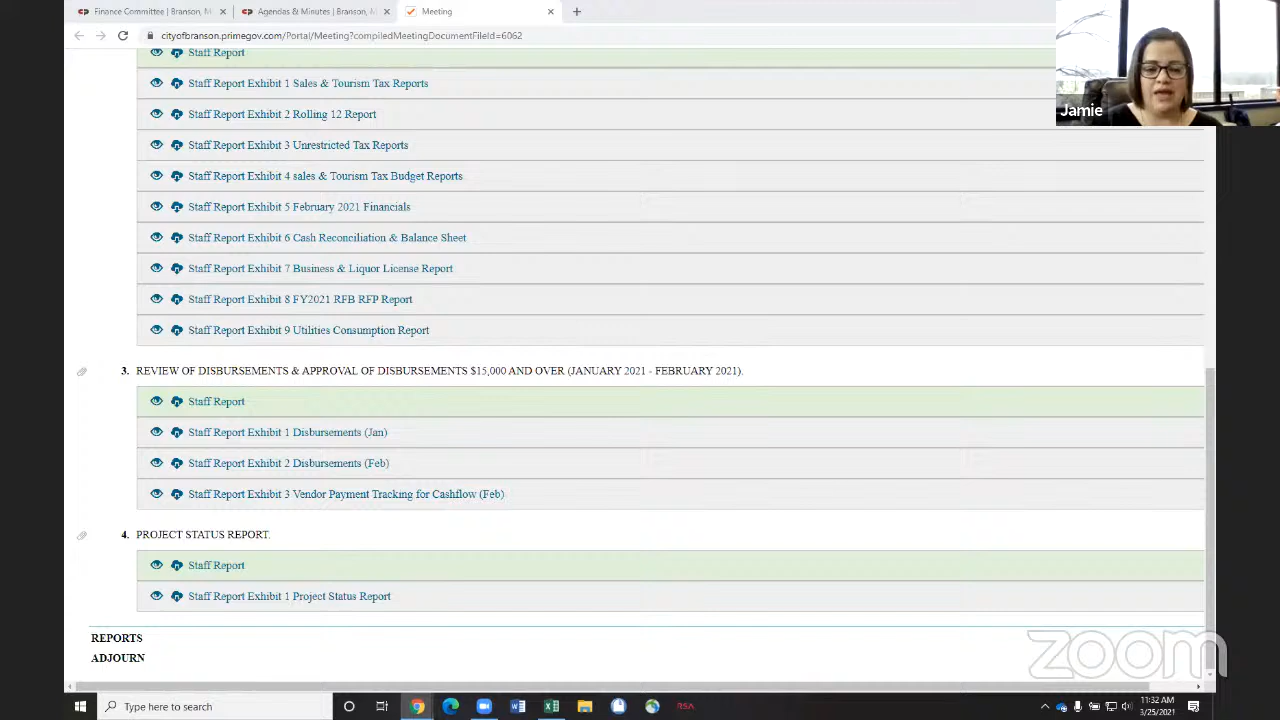 Finance Committee | Branson, M
Agendas & Minutes | Branson, M
Meeting
cityofbranson.primegov.com/Portal/Meeting?compiledMeetingDocumentFileId=6062
Jamie
Staff Report
Staff Report Exhibit 1 Sales & Tourism Tax Reports
Staff Report Exhibit 2 Rolling 12 Report
Staff Report Exhibit 3 Unrestricted Tax Reports
Staff Report Exhibit 4 sales & Tourism Tax Budget Reports
Staff Report Exhibit 5 February 2021 Financials
Staff Report Exhibit 6 Cash Reconciliation & Balance Sheet
Staff Report Exhibit 7 Business & Liquor License Report
Staff Report Exhibit 8 FY2021 RFB RFP Report
Staff Report Exhibit 9 Utilities Consumption Report
3. REVIEW OF DISBURSEMENTS & APPROVAL OF DISBURSEMENTS $15,000 AND OVER (JANUARY 2021 - FEBRUARY 2021).
Staff Report
Staff Report Exhibit 1 Disbursements (Jan)
Staff Report Exhibit 2 Disbursements (Feb)
Staff Report Exhibit 3 Vendor Payment Tracking for Cashflow (Feb)
4. PROJECT STATUS REPORT.
Staff Report
Staff Report Exhibit 1 Project Status Report
REPORTS
ADJOURN
zoom
Type here to search
RSA
11:32 AM
3/25/2021